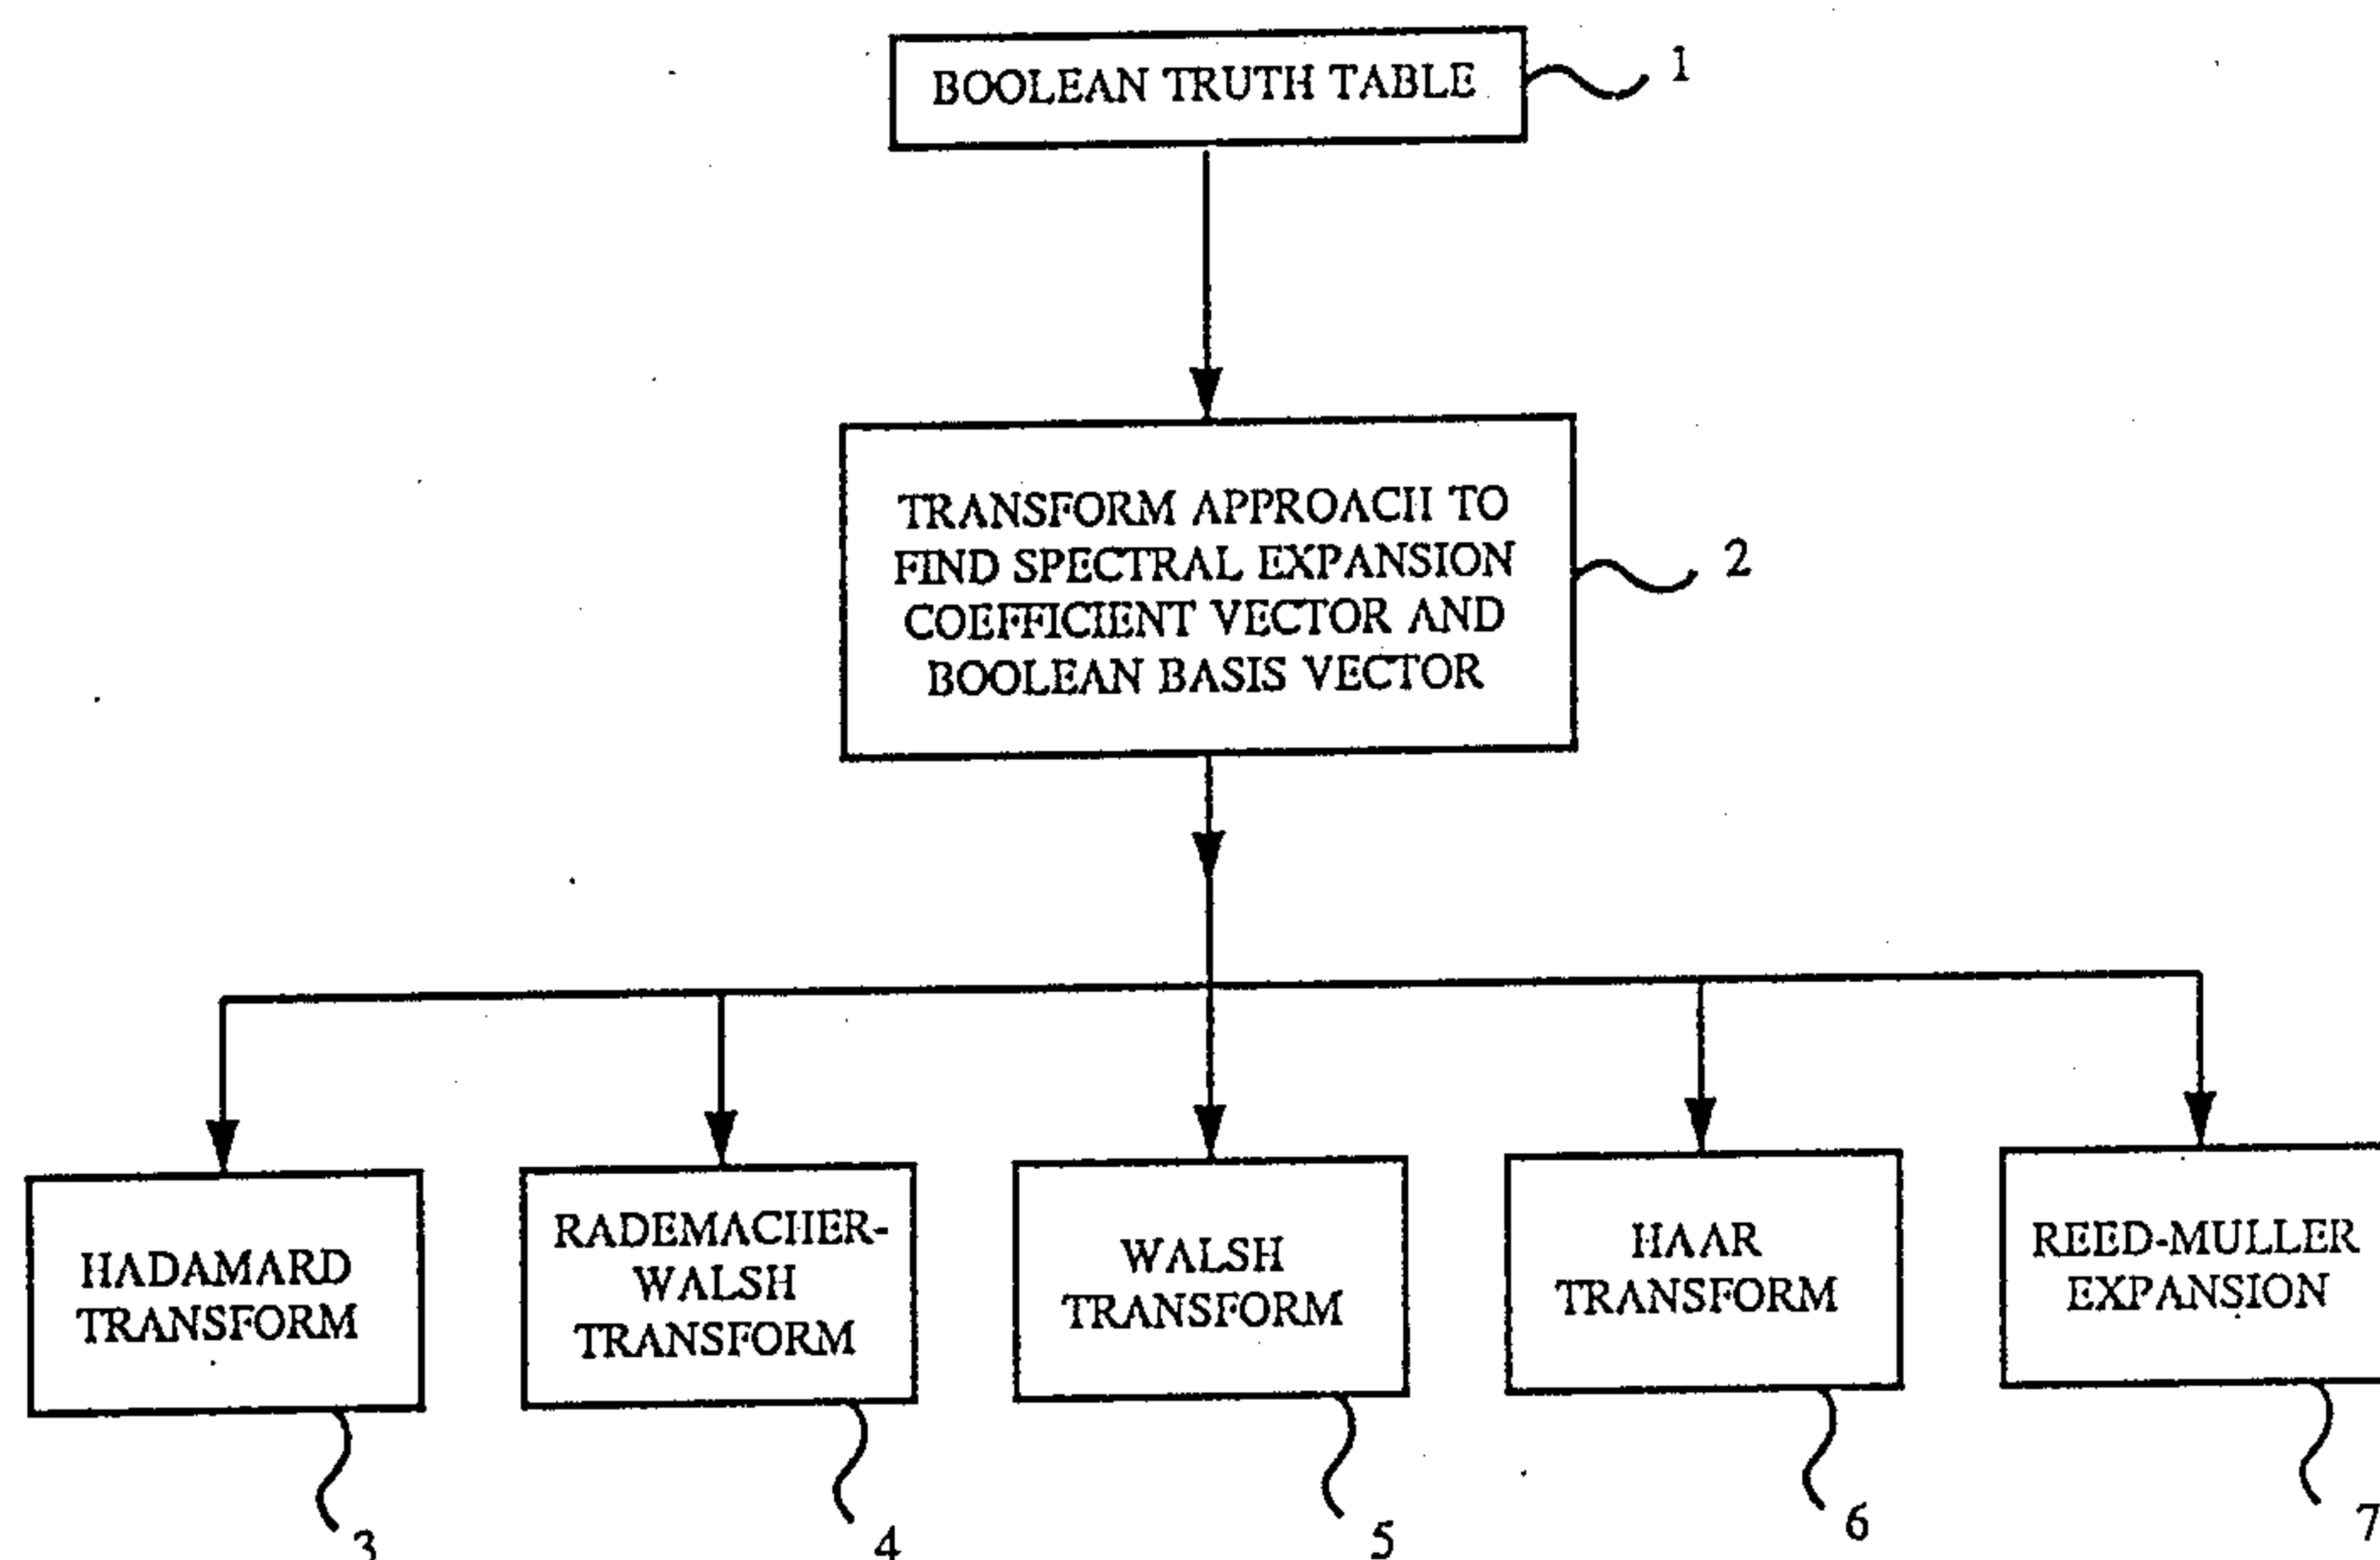 BOOLEAN TRUTH TABLE
1
TRANSFORM APPROACH TO
FIND SPECTRAL EXPANSION
COEFFICIENT VECTOR AND
BOOLEAN BASIS VECTOR
2
HADAMARD
TRANSFORM
RADEMACHER-
WALSH
TRANSFORM
WALSH
TRANSFORM
HAAR
TRANSFORM
REED-MULLER
EXPANSION
3
4
5
6
7